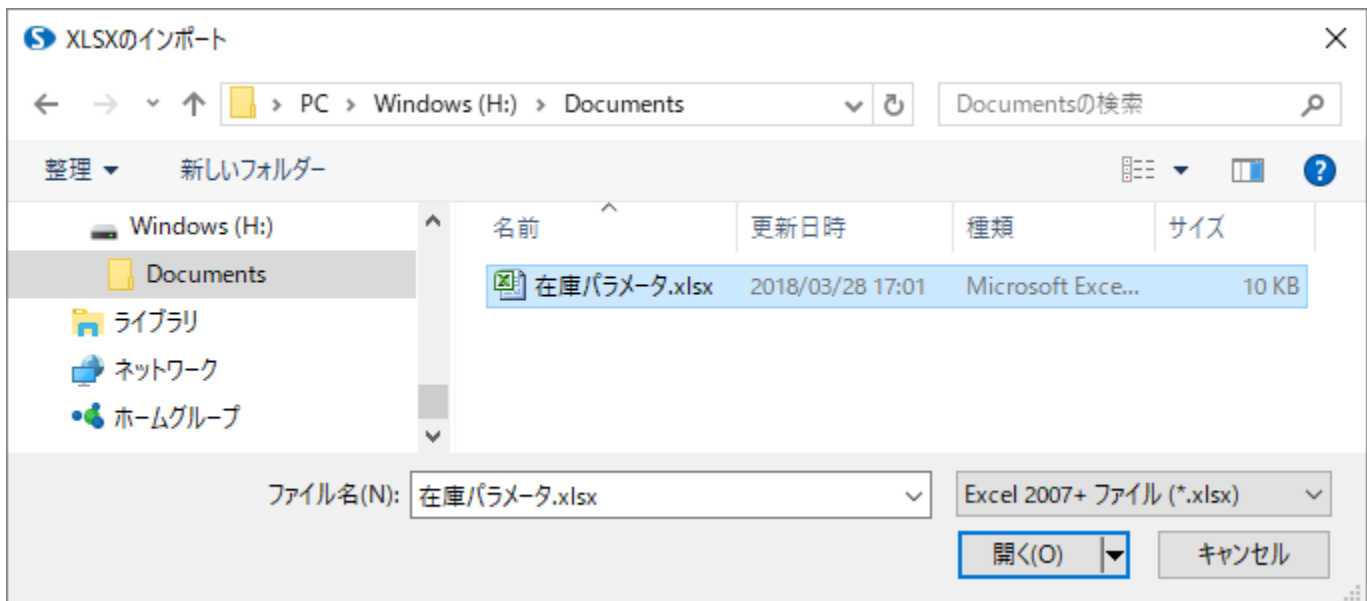 XLSXのインポート
PC > Windows (H:) > Documents
Documentsの検索
整理
新しいフォルダー
Windows (H:)
Documents
ライブラリ
ネットワーク
ホームグループ
名前 更新日時 種類 サイズ
在庫パラメータ.xlsx 2018/03/28 17:01 Microsoft Exce... 10 KB
ファイル名(N): 在庫パラメータ.xlsx
Excel 2007+ ファイル (*.xlsx)
開く(O)
キャンセル